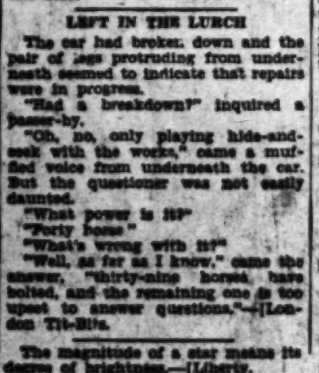 LEFT IN THE LURCH
The car had broken down and the
pair of legs protruding from under-
neath seemed to indicate that repairs
were in progress.
"Had a breakdown?" inquired a
passer-by.
"Oh, no, only playing hide-and-
seek with the works," came a muf-
fled voice from underneath the car.
But the questioner was not easily
daunted.
"What power is it?"
"Forty horse"
"What's wrong with it?"
"Well, as far as I know," came the
answer, "thirty-nine horses have
bolted, and the remaining one is too
upset to answer questions."—[Lon-
don Tit-Bits.
The magnitude of a star means its
degree of brightness.—[Liberty.